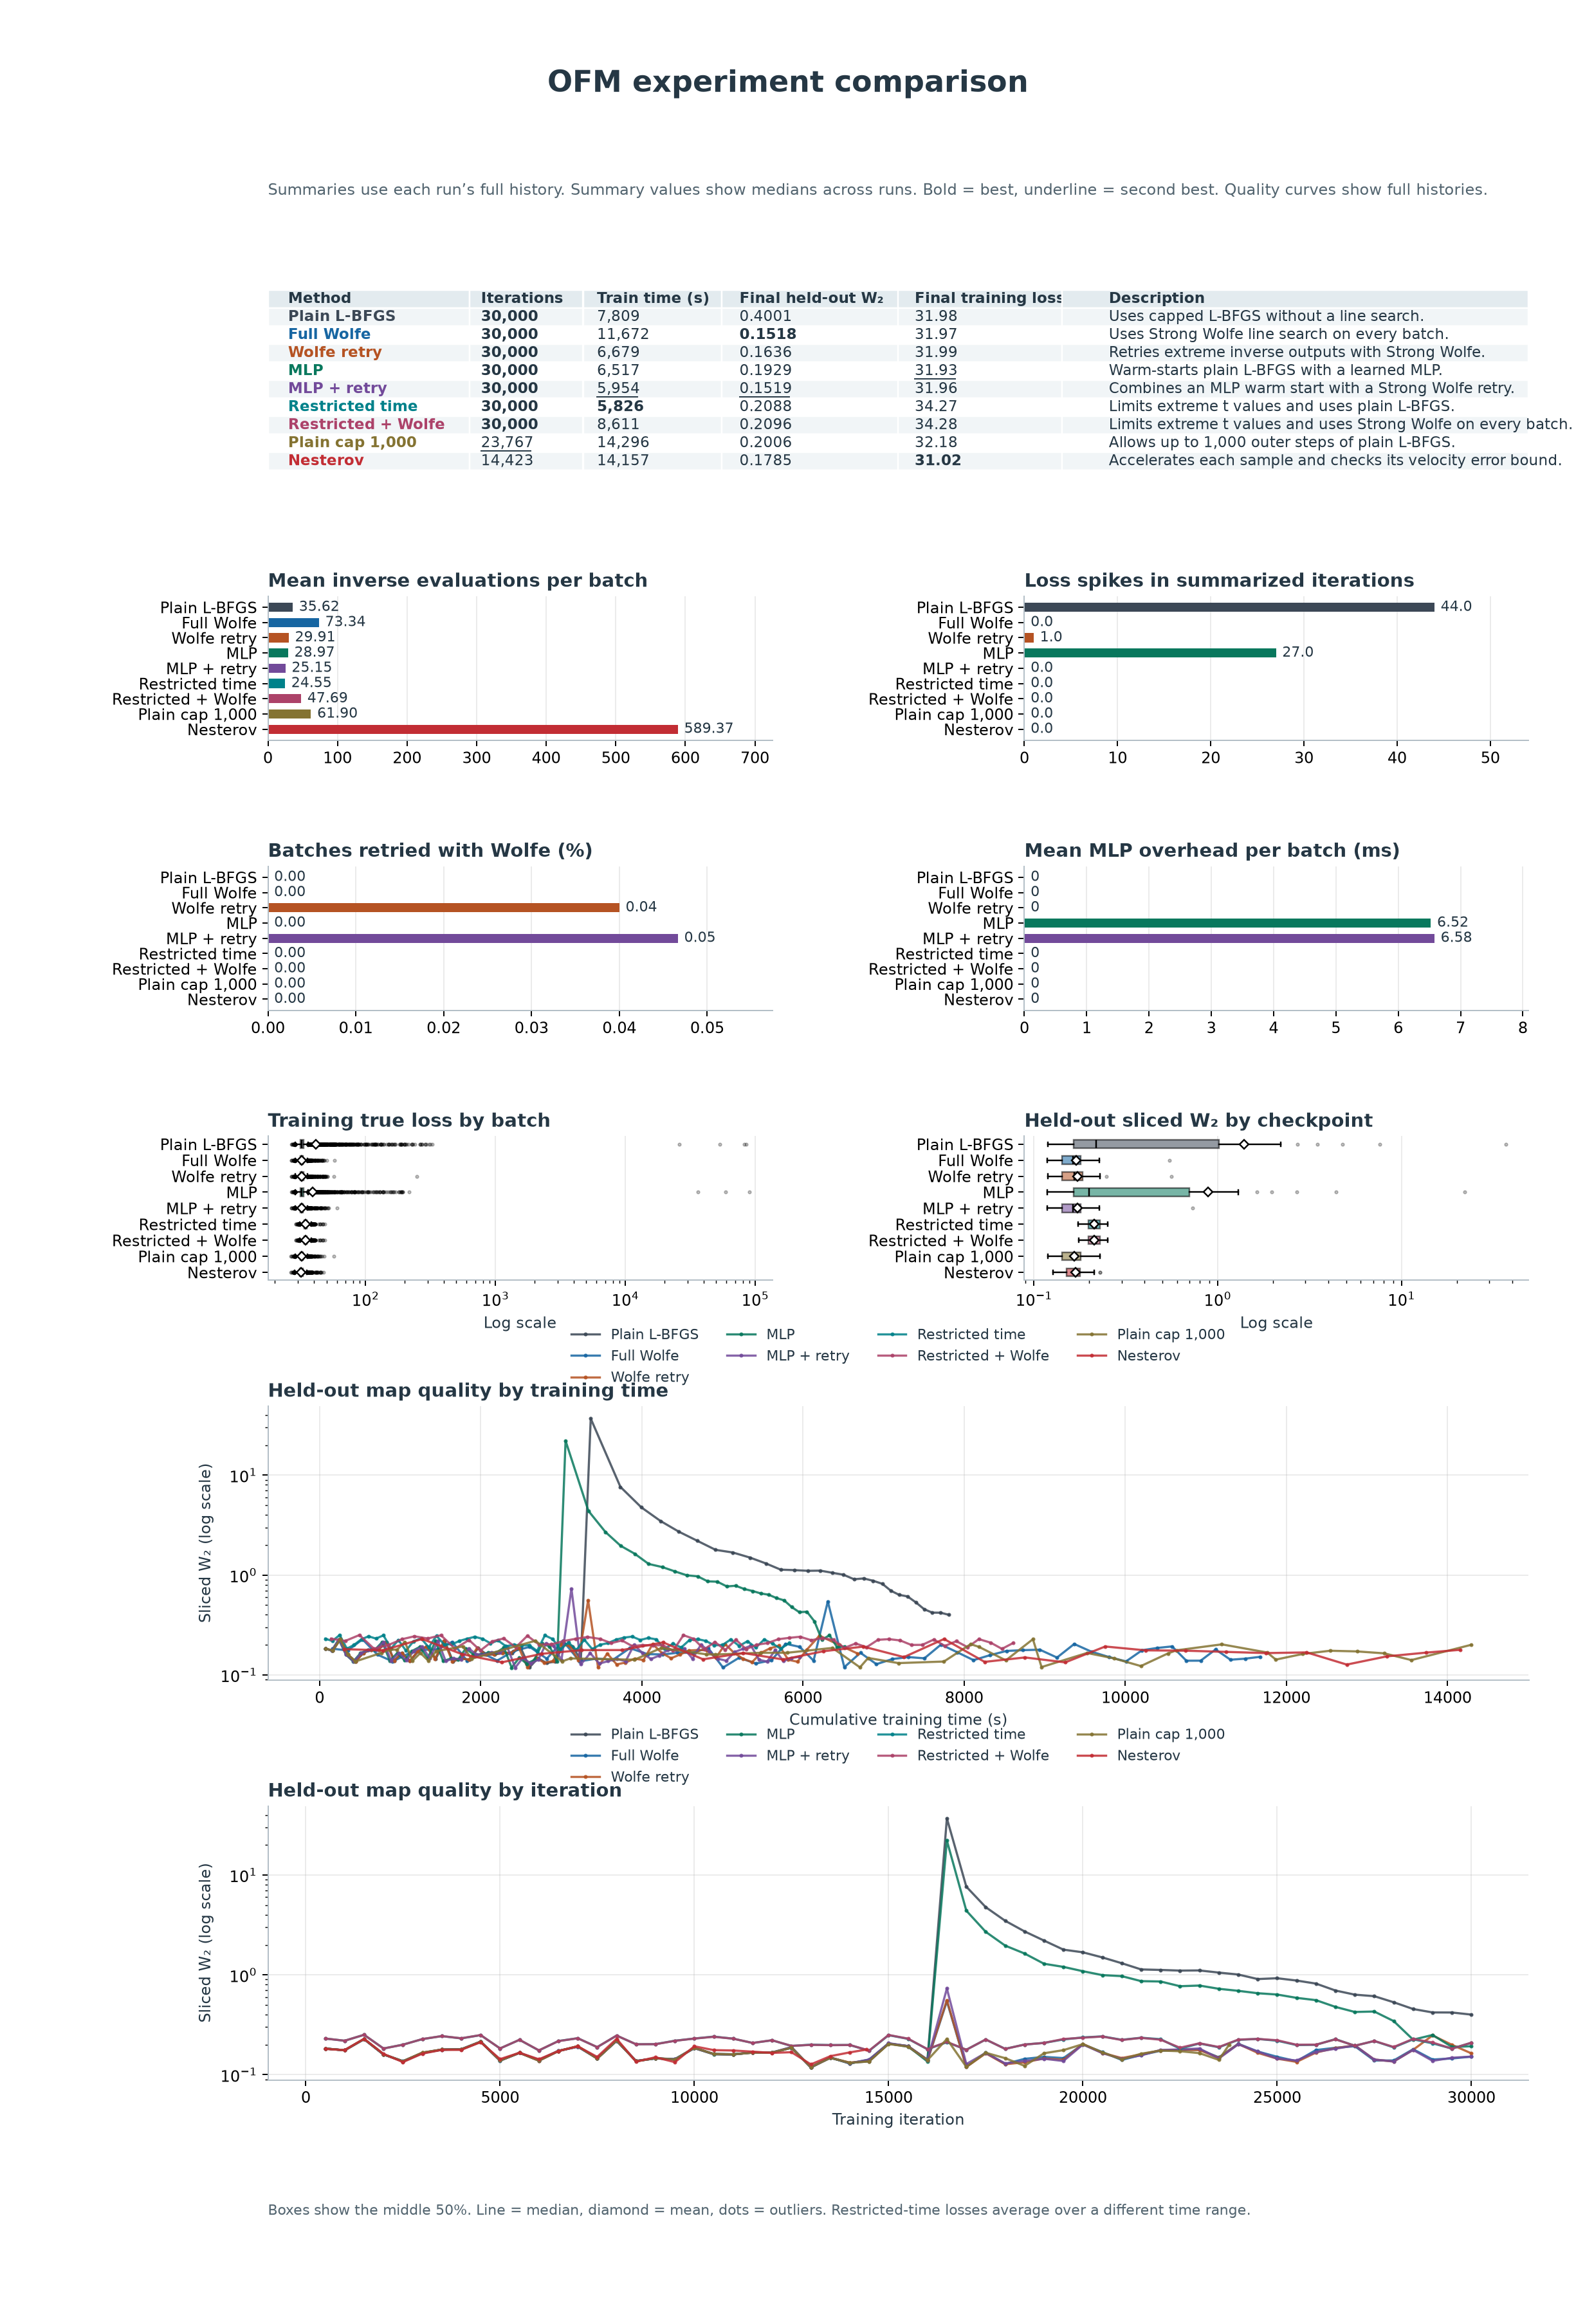 OFM experiment comparison
Summaries use each run’s full history. Summary values show medians across runs. Bold = best, underline = second best. Quality curves show full histories.
Method Iterations Train time (s) Final held-out W₂ Final training loss Description
Plain L-BFGS 30,000 7,809 0.4001 31.98 Uses capped L-BFGS without a line search.
Full Wolfe 30,000 11,672 0.1518 31.97 Uses Strong Wolfe line search on every batch.
Wolfe retry 30,000 6,679 0.1636 31.99 Retries extreme inverse outputs with Strong Wolfe.
MLP 30,000 6,517 0.1929 31.93 Warm-starts plain L-BFGS with a learned MLP.
MLP + retry 30,000 5,954 0.1519 31.96 Combines an MLP warm start with a Strong Wolfe retry.
Restricted time 30,000 5,826 0.2088 34.27 Limits extreme t values and uses plain L-BFGS.
Restricted + Wolfe 30,000 8,611 0.2096 34.28 Limits extreme t values and uses Strong Wolfe on every batch.
Plain cap 1,000 23,767 14,296 0.2006 32.18 Allows up to 1,000 outer steps of plain L-BFGS.
Nesterov 14,423 14,157 0.1785 31.02 Accelerates each sample and checks its velocity error bound.
Mean inverse evaluations per batch
Plain L-BFGS 35.62
Full Wolfe 73.34
Wolfe retry 29.91
MLP 28.97
MLP + retry 25.15
Restricted time 24.55
Restricted + Wolfe 47.69
Plain cap 1,000 61.90
Nesterov 589.37
0 100 200 300 400 500 600 700
Loss spikes in summarized iterations
Plain L-BFGS 44.0
Full Wolfe 0.0
Wolfe retry 1.0
MLP 27.0
MLP + retry 0.0
Restricted time 0.0
Restricted + Wolfe 0.0
Plain cap 1,000 0.0
Nesterov 0.0
0 10 20 30 40 50
Batches retried with Wolfe (%)
Plain L-BFGS 0.00
Full Wolfe 0.00
Wolfe retry 0.04
MLP 0.00
MLP + retry 0.05
Restricted time 0.00
Restricted + Wolfe 0.00
Plain cap 1,000 0.00
Nesterov 0.00
0.00 0.01 0.02 0.03 0.04 0.05
Mean MLP overhead per batch (ms)
Plain L-BFGS 0
Full Wolfe 0
Wolfe retry 0
MLP 6.52
MLP + retry 6.58
Restricted time 0
Restricted + Wolfe 0
Plain cap 1,000 0
Nesterov 0
0 1 2 3 4 5 6 7 8
Training true loss by batch
Plain L-BFGS
Full Wolfe
Wolfe retry
MLP
MLP + retry
Restricted time
Restricted + Wolfe
Plain cap 1,000
Nesterov
10² 10³ 10⁴ 10⁵
Log scale
Held-out sliced W₂ by checkpoint
Plain L-BFGS
Full Wolfe
Wolfe retry
MLP
MLP + retry
Restricted time
Restricted + Wolfe
Plain cap 1,000
Nesterov
10⁻¹ 10⁰ 10¹
Log scale
Plain L-BFGS MLP Restricted time Plain cap 1,000
Full Wolfe MLP + retry Restricted + Wolfe Nesterov
Wolfe retry
Held-out map quality by training time
Sliced W₂ (log scale)
10¹
10⁰
10⁻¹
0 2000 4000 6000 8000 10000 12000 14000
Cumulative training time (s)
Plain L-BFGS MLP Restricted time Plain cap 1,000
Full Wolfe MLP + retry Restricted + Wolfe Nesterov
Wolfe retry
Held-out map quality by iteration
Sliced W₂ (log scale)
10¹
10⁰
10⁻¹
0 5000 10000 15000 20000 25000 30000
Training iteration
Boxes show the middle 50%. Line = median, diamond = mean, dots = outliers. Restricted-time losses average over a different time range.